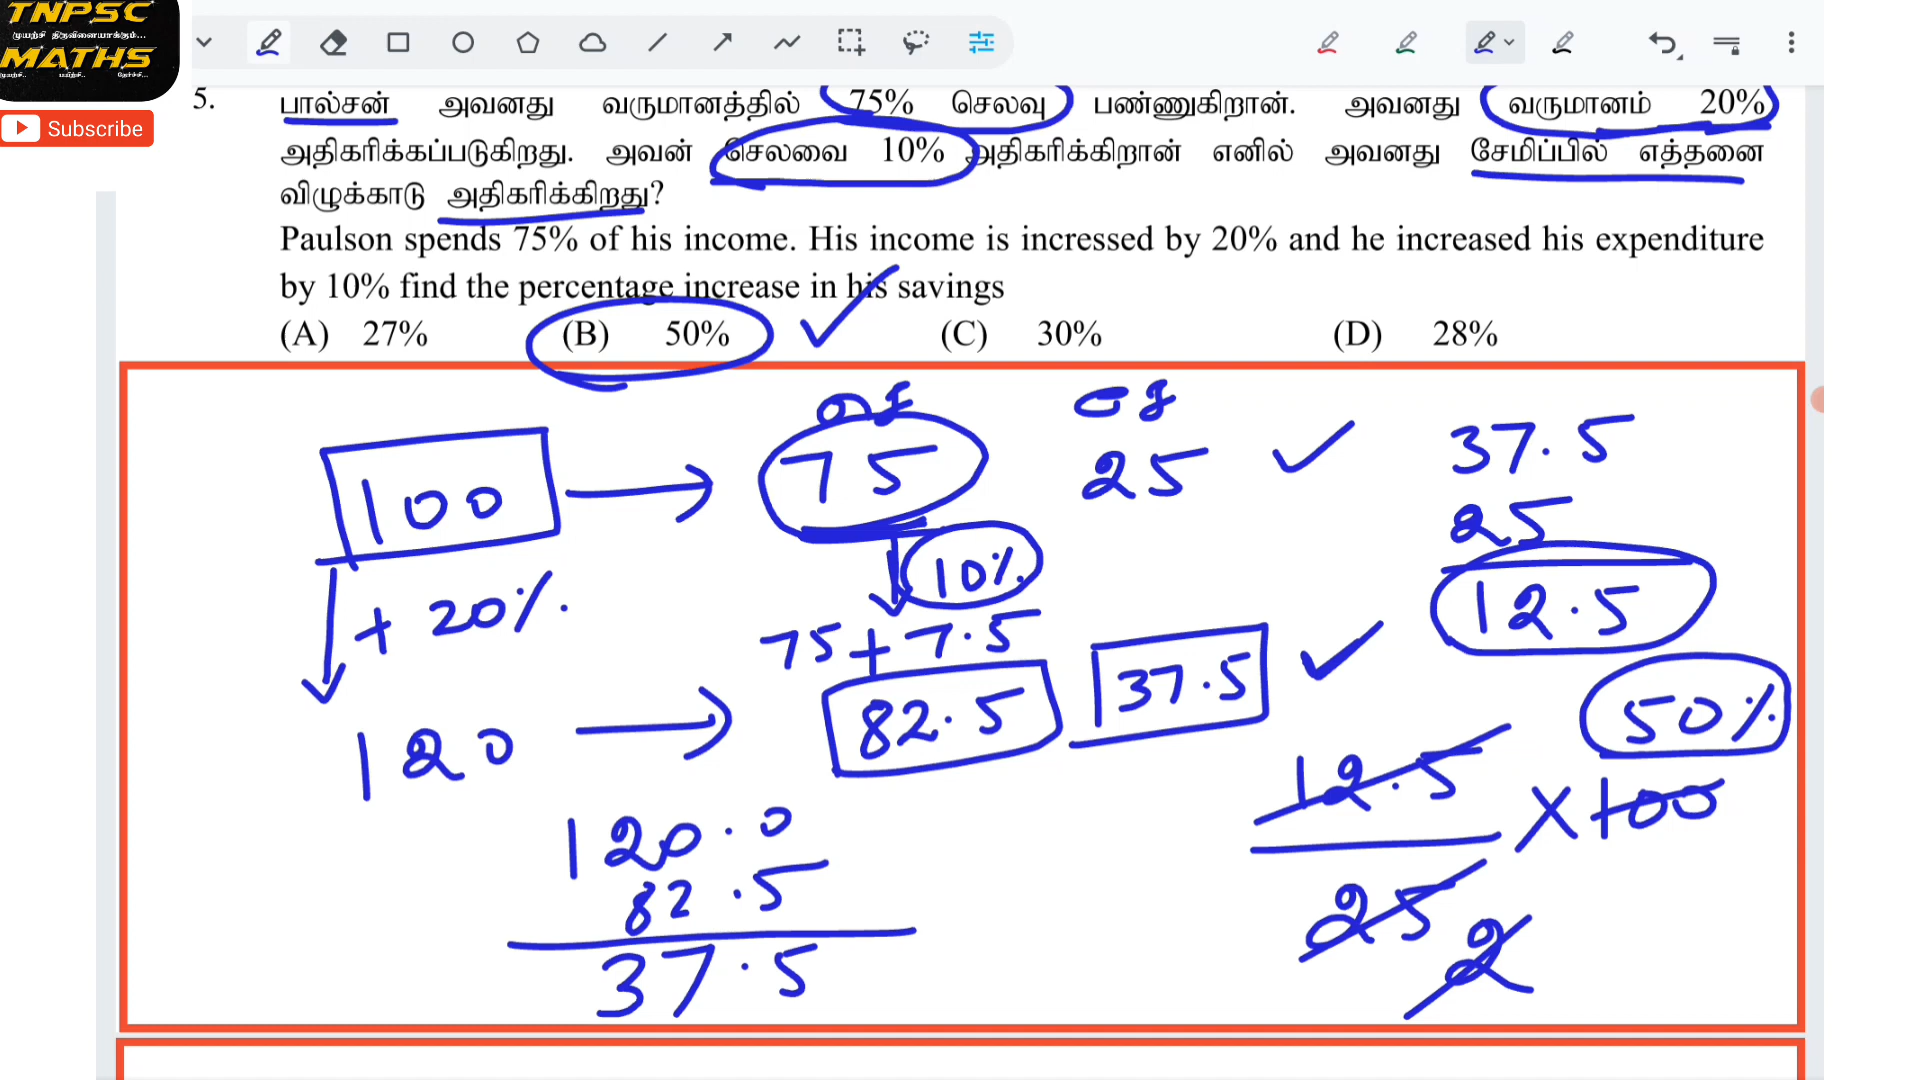 TNPSC
முயற்சி திருவினையாக்கும்...
MATHS
முயற்சி.. பயிற்சி.. தேர்ச்சி...
Subscribe
5. பால்சன் அவனது வருமானத்தில் 75% செலவு பண்ணுகிறான். அவனது வருமானம் 20%
அதிகரிக்கப்படுகிறது. அவன் செலவை 10% அதிகரிக்கிறான் எனில் அவனது சேமிப்பில் எத்தனை
விழுக்காடு அதிகரிக்கிறது?
Paulson spends 75% of his income. His income is incressed by 20% and he increased his expenditure
by 10% find the percentage increase in his savings
(A) 27% (B) 50% (C) 30% (D) 28%
100 75 25 37.5
25
10% 12.5
+ 20%
75 + 7.5
120 82.5 37.5 50%
12.5 × 100
25 2
120.0
82.5
37.5